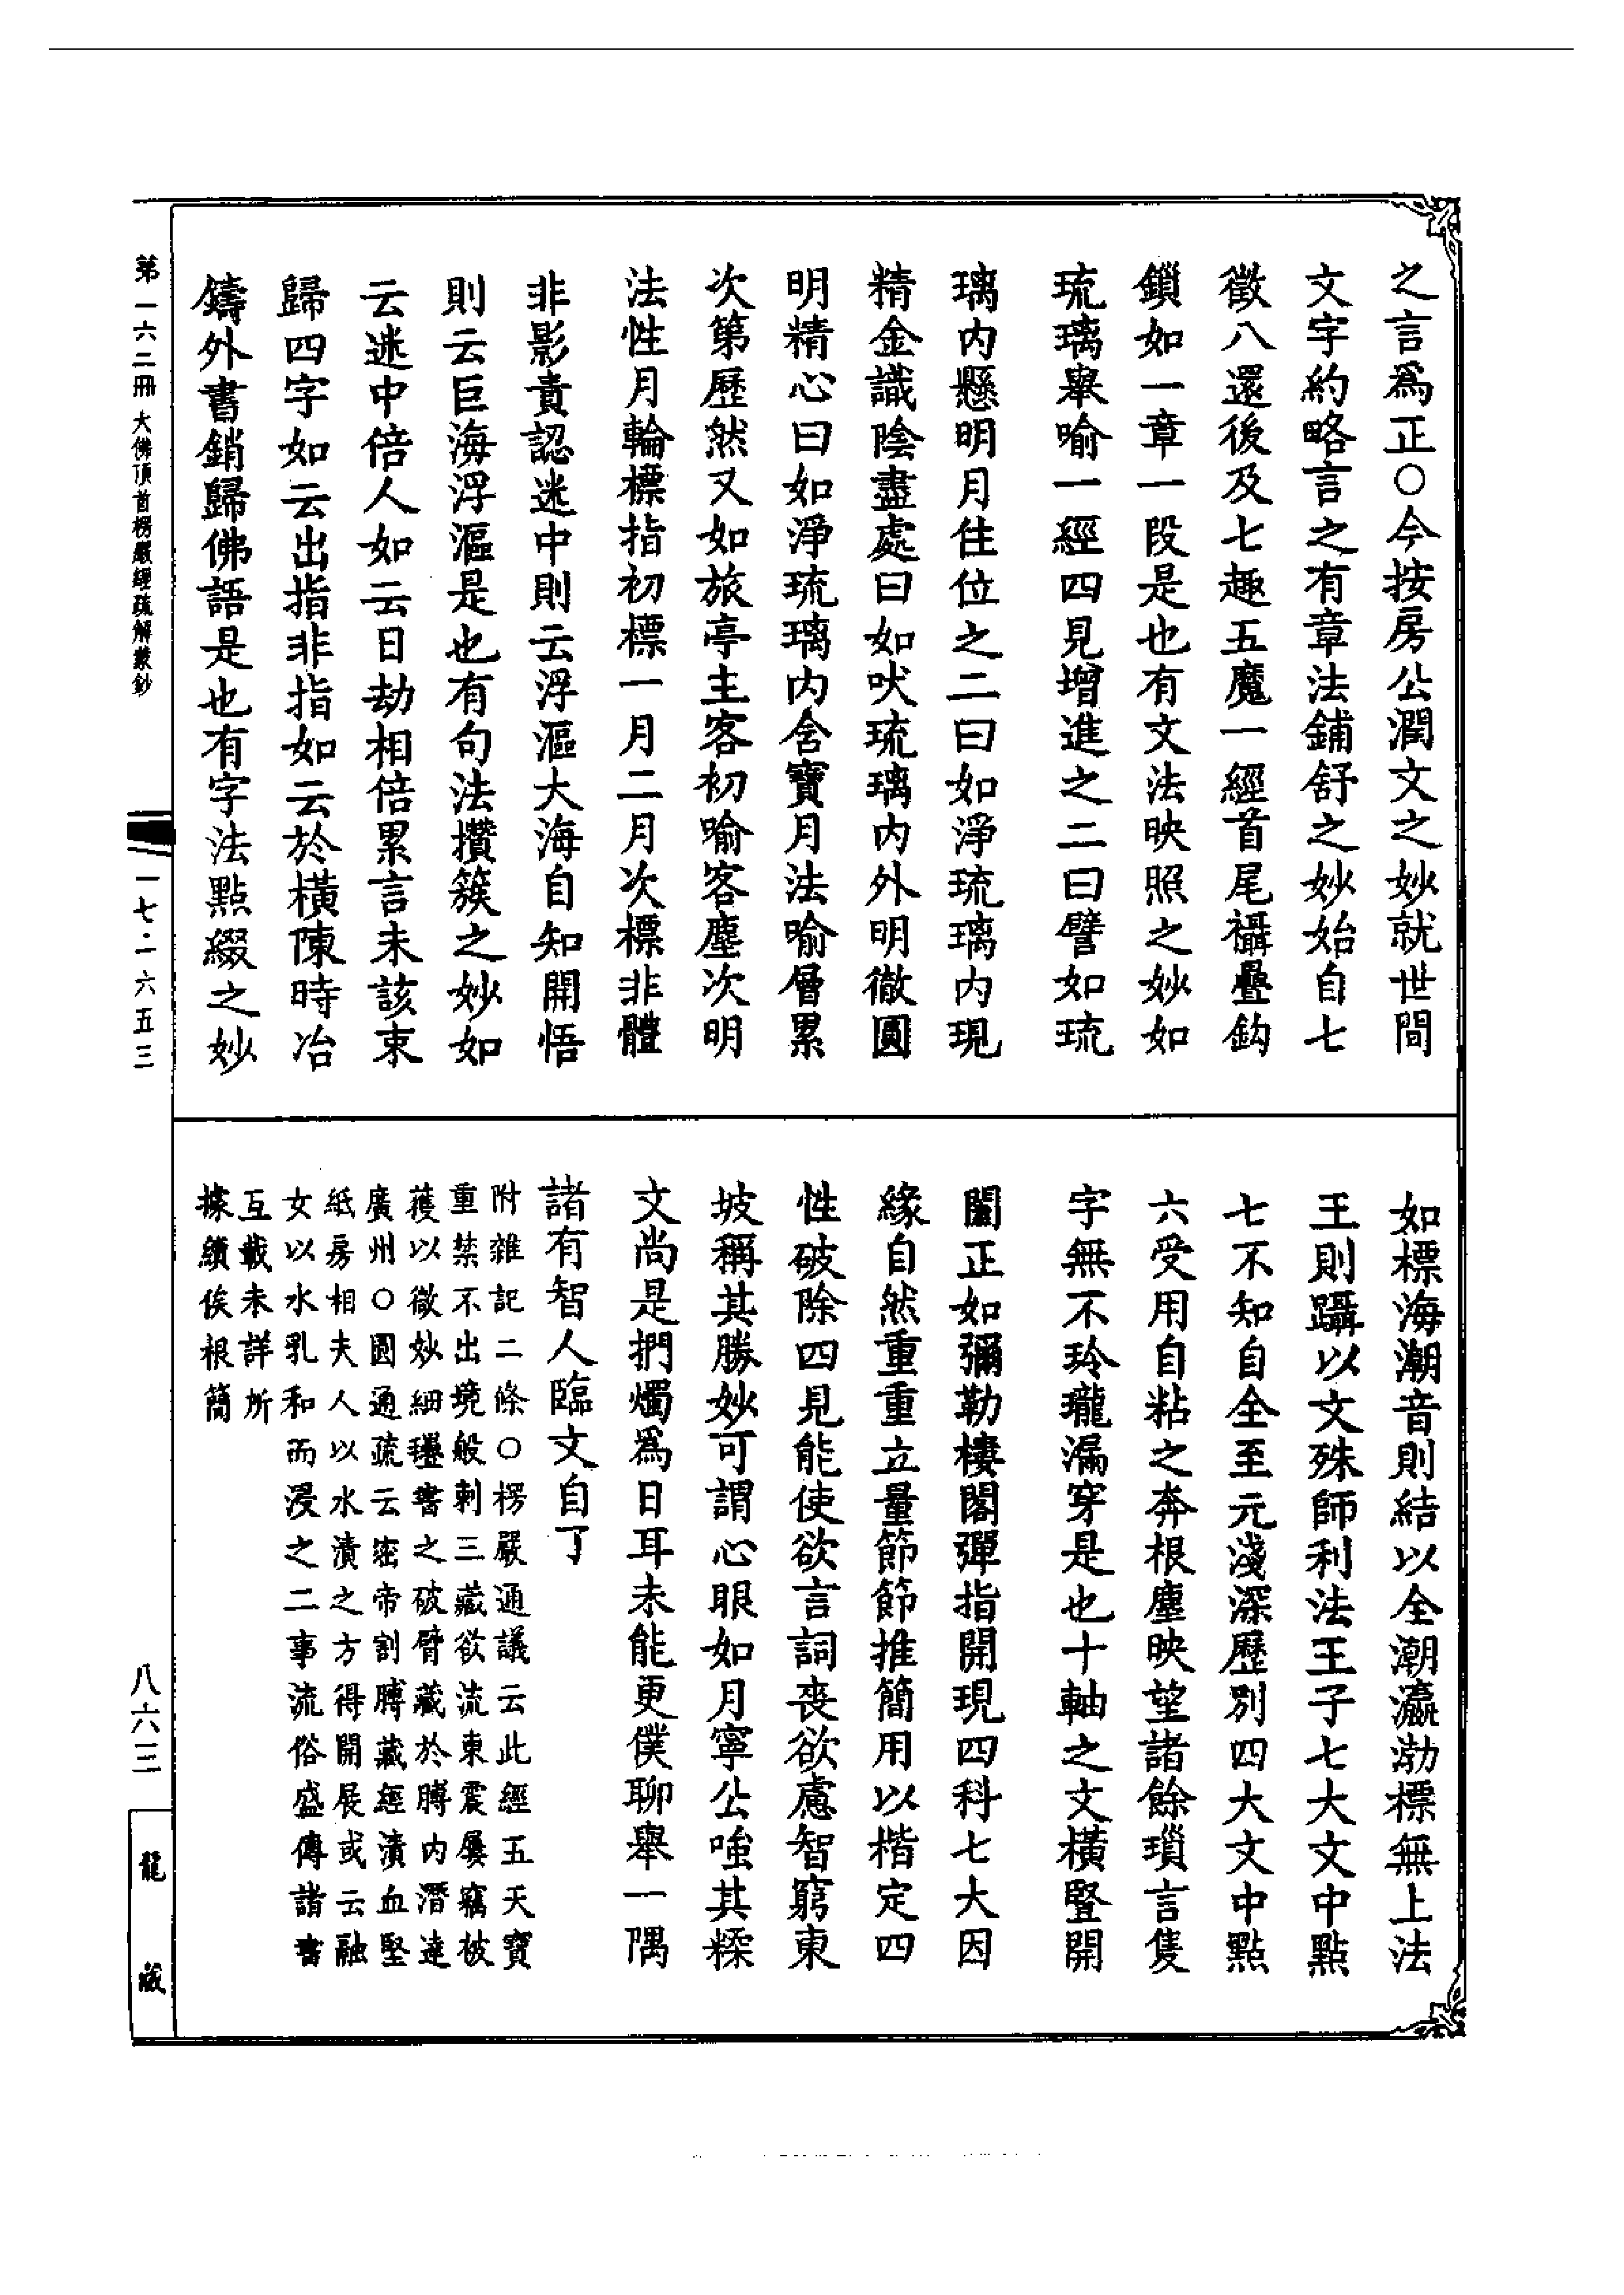 之言為正○今按房公潤文之妙就世間
文字約略言之有章法鋪舒之妙始自七
徵八還後及七趣五魔一經首尾襵疊鈎
鎖如一章一段是也有文法映照之妙如
琉璃舉喻一經四見增進之二曰譬如琉
璃內懸明月住位之二曰如淨琉璃內現
精金識陰盡處曰如吠琉璃內外明徹圓
明精心曰如淨琉璃內含寶月法喻層累
次第歷然又如旅亭主客初喻客塵次明
法性月輪標指初標一月二月次標非體
非影責認迷中則云浮漚大海自知開悟
則云巨海浮漚是也有句法攢簇之妙如
云迷中倍人如云日劫相倍累言未該束
歸四字如云出指非指如云於橫陳時冶
鑄外書銷歸佛語是也有字法點綴之妙
如標海潮音則結以全潮瀛渤標無上法
王則躡以文殊師利法王子七大文中點
七不知自全至元淺深歷別四大文中點
六受用自粘之奔根塵映望諸餘瑣言隻
字無不玲瓏漏穿是也十軸之文橫豎開
闔正如彌勒樓閣彈指開現四科七大因
緣自然重重立量節節推簡用以楷定四
性破除四見能使欲言詞喪欲慮智窮東
坡稱其勝妙可謂心眼如月寧公嗤其糅
文尚是捫燭為日耳未能更僕聊舉一隅
諸有智人臨文自了
附雜記二條○楞嚴通議云此經五天寶
重禁不出境般剌三藏欲流東震屢竊被
獲以微妙細㲲書之破臂藏於膊內潛達
廣州○圓通疏云密帝割膊藏經漬血堅
紙房相夫人以水漬之方得開展或云融
女以水乳和而浸之二事流俗盛傳諸書
互載未詳所
據續俟根簡
第一六二冊 大佛頂首楞嚴經疏解蒙鈔
一七·一六五三
八六三
龍藏